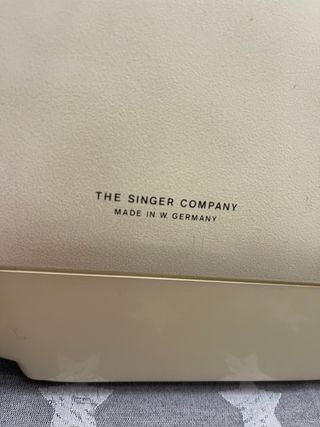 THE SINGER COMPANY
MADE IN W. GERMANY